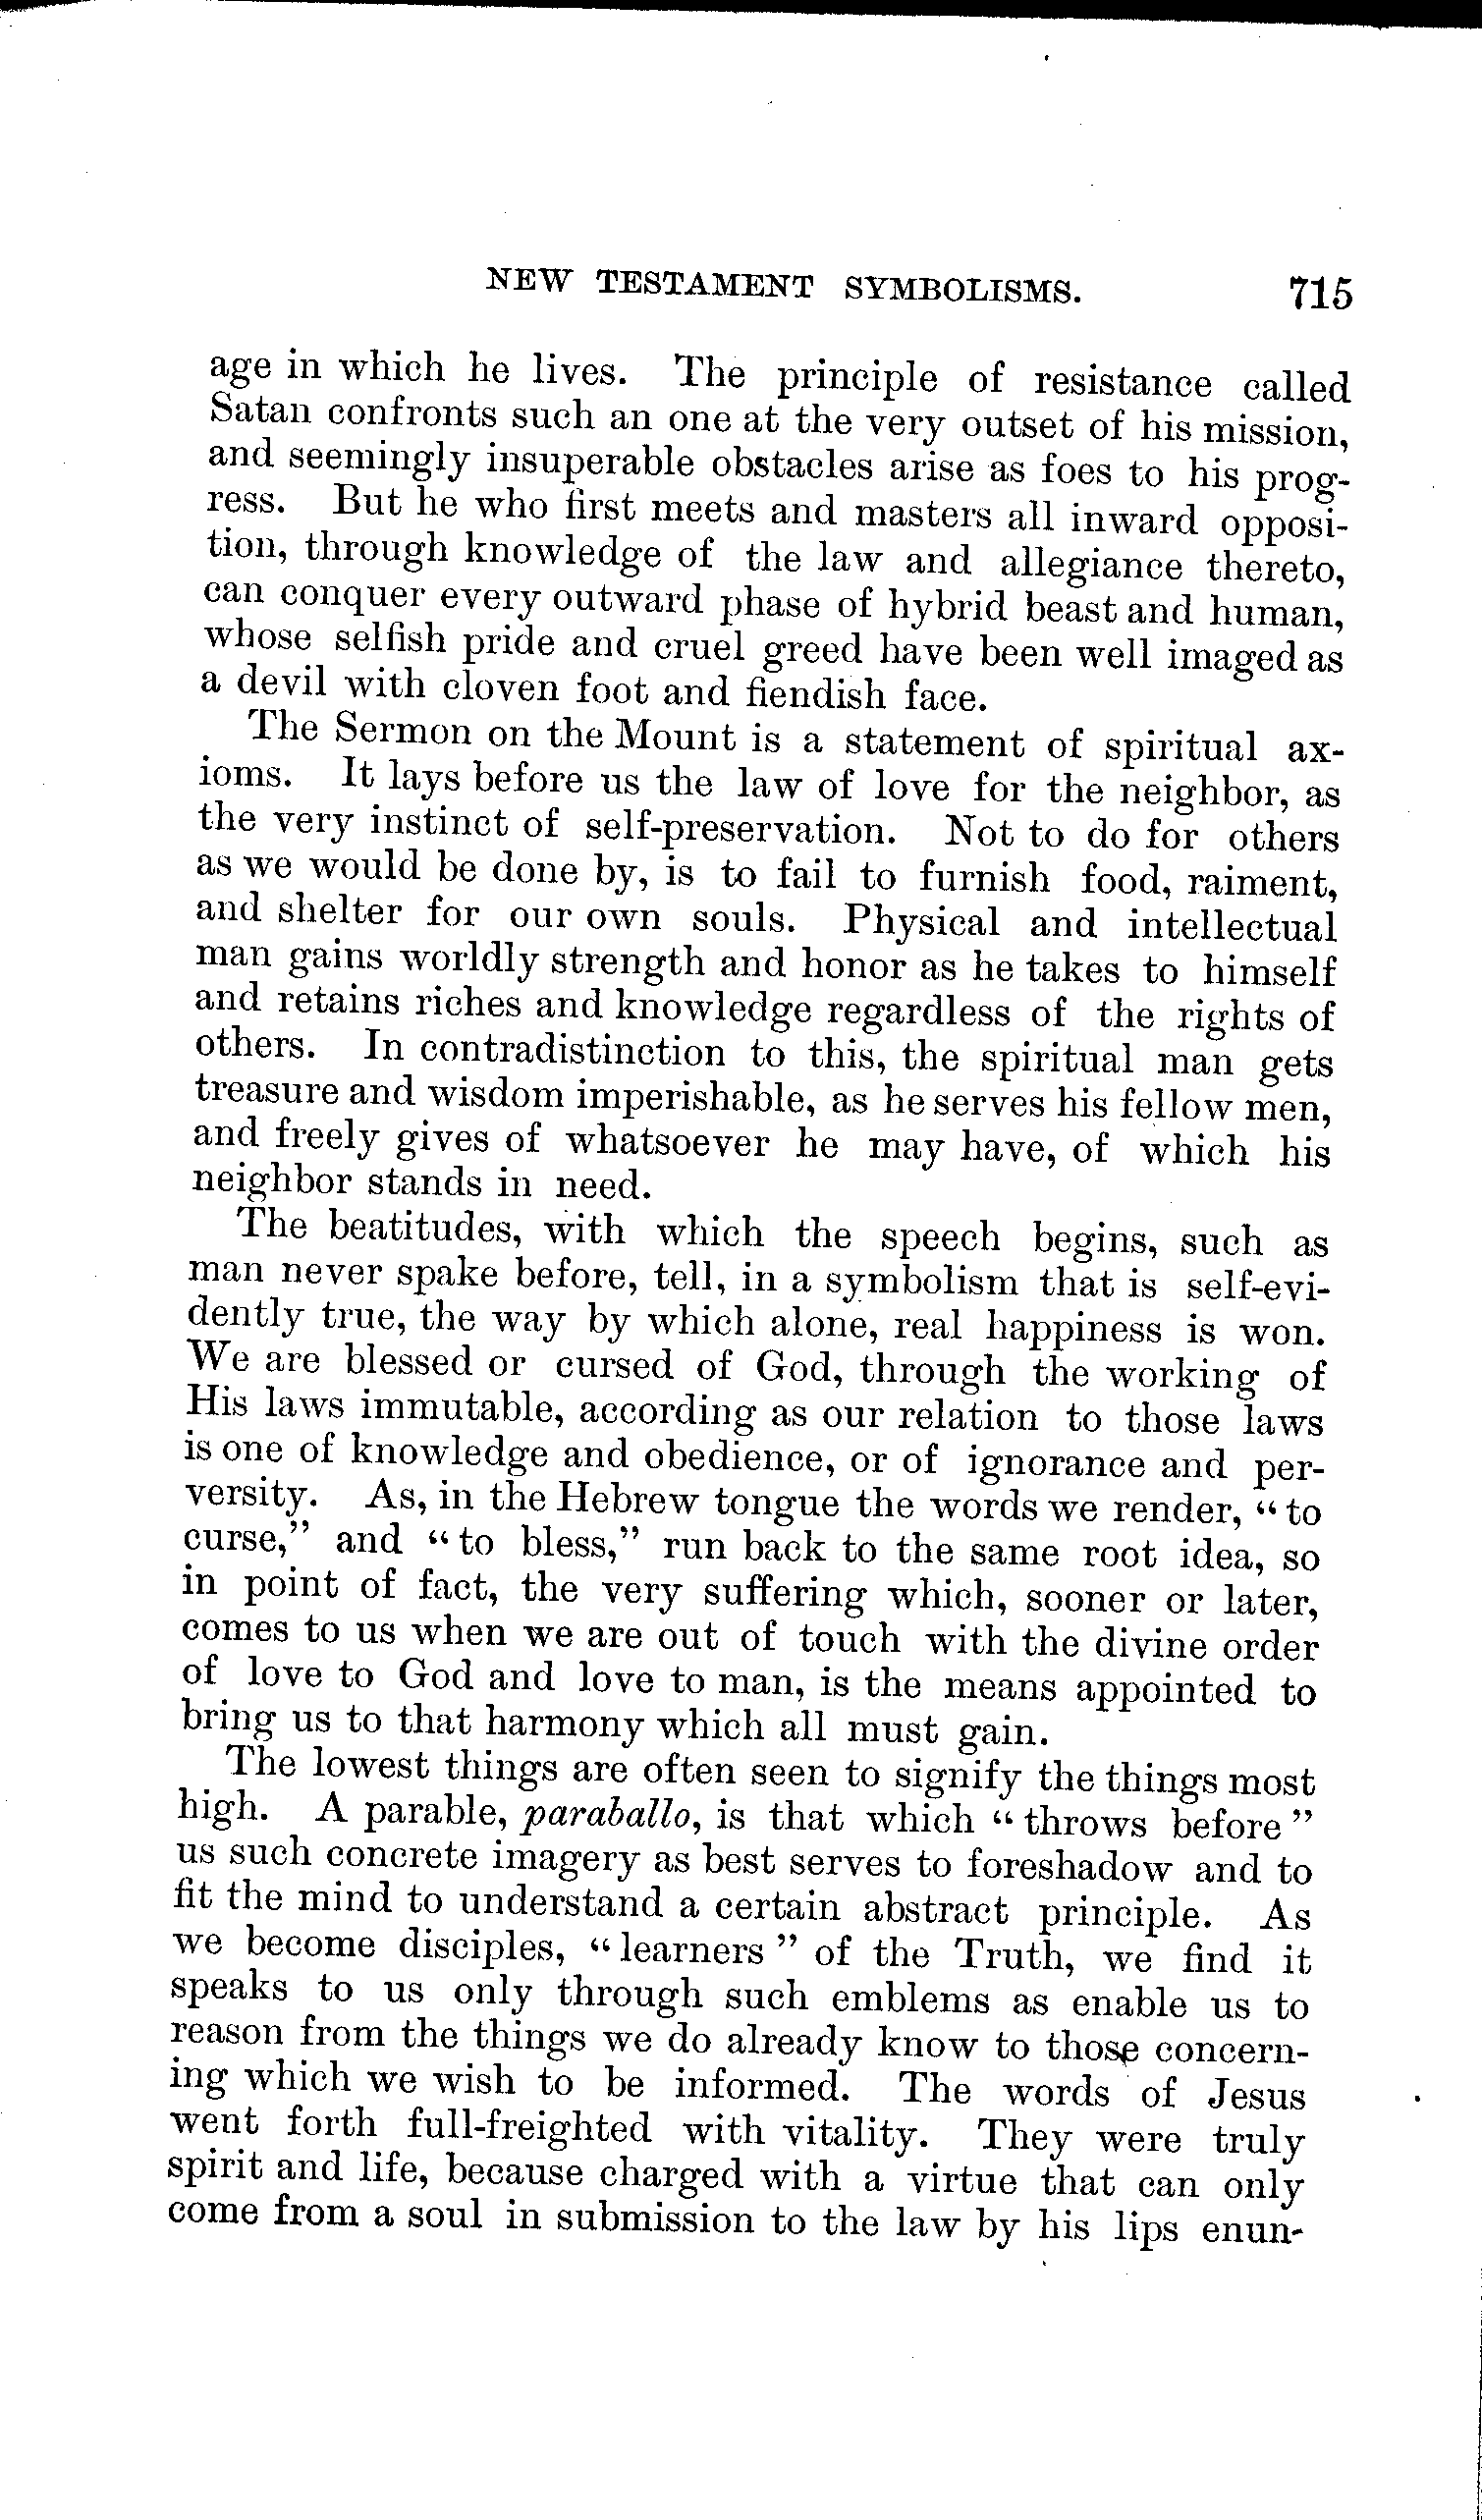 NEW TESTAMENT SYMBOLISMS. 715
age in which he lives. The principle of resistance called
Satan confronts such an one at the very outset of his mission,
and seemingly insuperable obstacles arise as foes to his prog-
ress. But he who first meets and masters all inward opposi-
tion, through knowledge of the law and allegiance thereto,
can conquer every outward phase of hybrid beast and human,
whose selfish pride and cruel greed have been well imaged as
a devil with cloven foot and fiendish face.
The Sermon on the Mount is a statement of spiritual ax-
ioms. It lays before us the law of love for the neighbor, as
the very instinct of self-preservation. Not to do for others
as we would be done by, is to fail to furnish food, raiment,
and shelter for our own souls. Physical and intellectual
man gains worldly strength and honor as he takes to himself
and retains riches and knowledge regardless of the rights of
others. In contradistinction to this, the spiritual man gets
treasure and wisdom imperishable, as he serves his fellow men,
and freely gives of whatsoever he may have, of which his
neighbor stands in need.
The beatitudes, with which the speech begins, such as
man never spake before, tell, in a symbolism that is self-evi-
dently true, the way by which alone, real happiness is won.
We are blessed or cursed of God, through the working of
His laws immutable, according as our relation to those laws
is one of knowledge and obedience, or of ignorance and per-
versity. As, in the Hebrew tongue the words we render, "to
curse," and "to bless," run back to the same root idea, so
in point of fact, the very suffering which, sooner or later,
comes to us when we are out of touch with the divine order
of love to God and love to man, is the means appointed to
bring us to that harmony which all must gain.
The lowest things are often seen to signify the things most
high. A parable, paraballo, is that which "throws before"
us such concrete imagery as best serves to foreshadow and to
fit the mind to understand a certain abstract principle. As
we become disciples, "learners" of the Truth, we find it
speaks to us only through such emblems as enable us to
reason from the things we do already know to those concern-
ing which we wish to be informed. The words of Jesus
went forth full-freighted with vitality. They were truly
spirit and life, because charged with a virtue that can only
come from a soul in submission to the law by his lips enun-